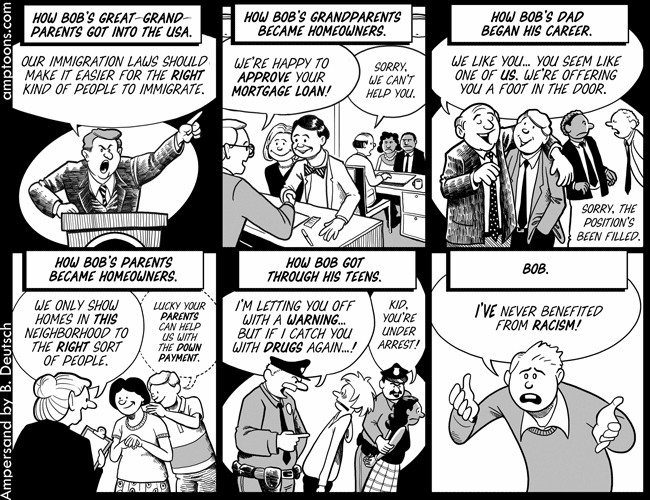 HOW BOB'S GREAT-GRAND-
PARENTS GOT INTO THE USA.
OUR IMMIGRATION LAWS SHOULD
MAKE IT EASIER FOR THE RIGHT
KIND OF PEOPLE TO IMMIGRATE.
HOW BOB'S GRANDPARENTS
BECAME HOMEOWNERS.
WE'RE HAPPY TO
APPROVE YOUR
MORTGAGE LOAN!
SORRY,
WE CAN'T
HELP YOU.
HOW BOB'S DAD
BEGAN HIS CAREER.
WE LIKE YOU... YOU SEEM LIKE
ONE OF US. WE'RE OFFERING
YOU A FOOT IN THE DOOR.
SORRY, THE
POSITION'S
BEEN FILLED.
HOW BOB'S PARENTS
BECAME HOMEOWNERS.
WE ONLY SHOW
HOMES IN THIS
NEIGHBORHOOD TO
THE RIGHT SORT
OF PEOPLE.
LUCKY YOUR
PARENTS
CAN HELP
US WITH
THE DOWN
PAYMENT.
HOW BOB GOT
THROUGH HIS TEENS.
I'M LETTING YOU OFF
WITH A WARNING...
BUT IF I CATCH YOU
WITH DRUGS AGAIN...!
KID,
YOU'RE
UNDER
ARREST!
BOB.
I'VE NEVER BENEFITED
FROM RACISM!
amptoons.com
Ampersand by B. Deutsch